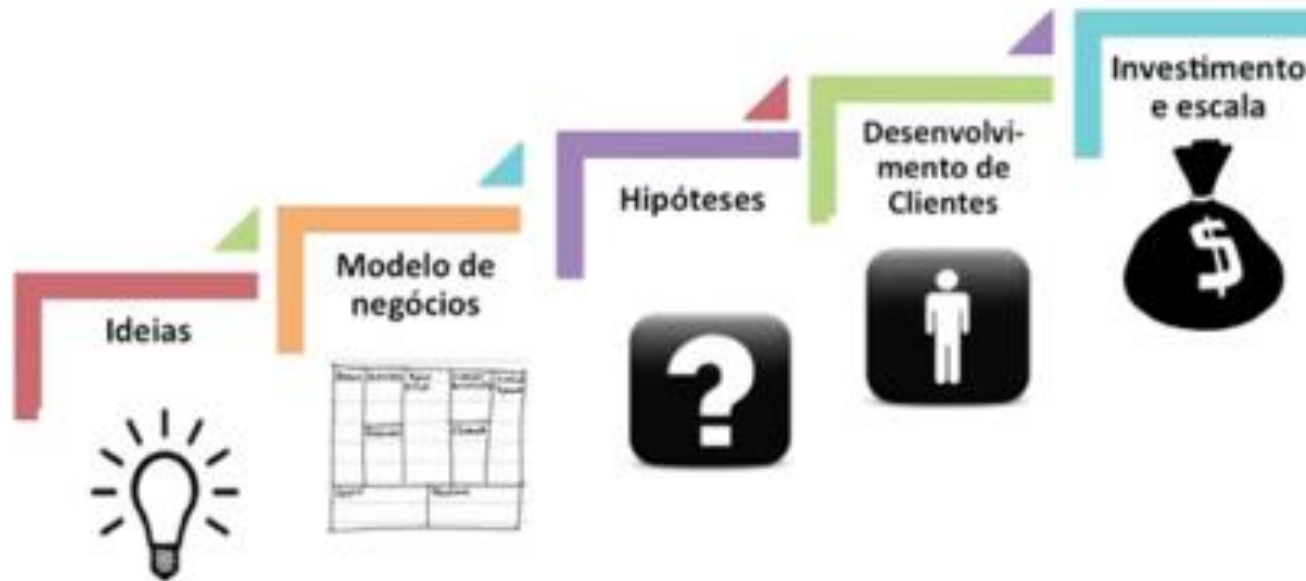 Ideias
Modelo de
negócios
Hipóteses
Desenvolvi-
mento de
Clientes
Investimento
e escala
$